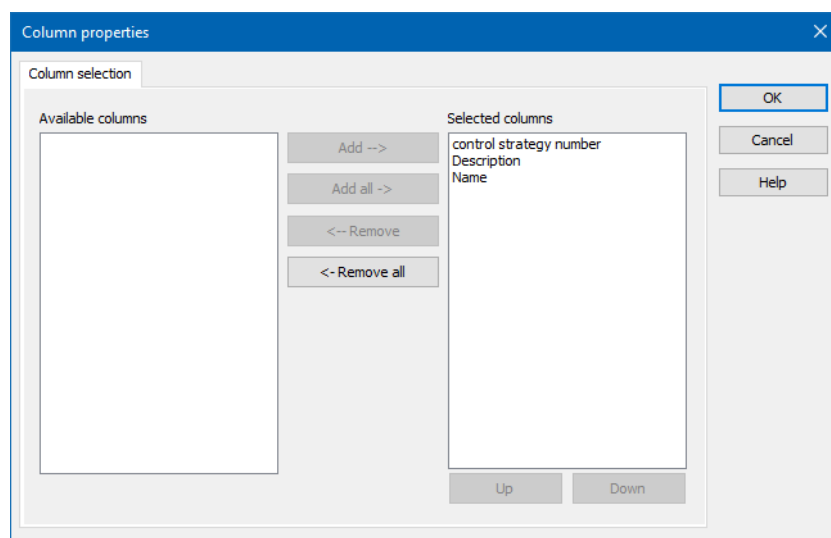 Column properties
Column selection
Available columns
Add -->
Add all ->
<-- Remove
<- Remove all
Selected columns
control strategy number
Description
Name
Up
Down
OK
Cancel
Help